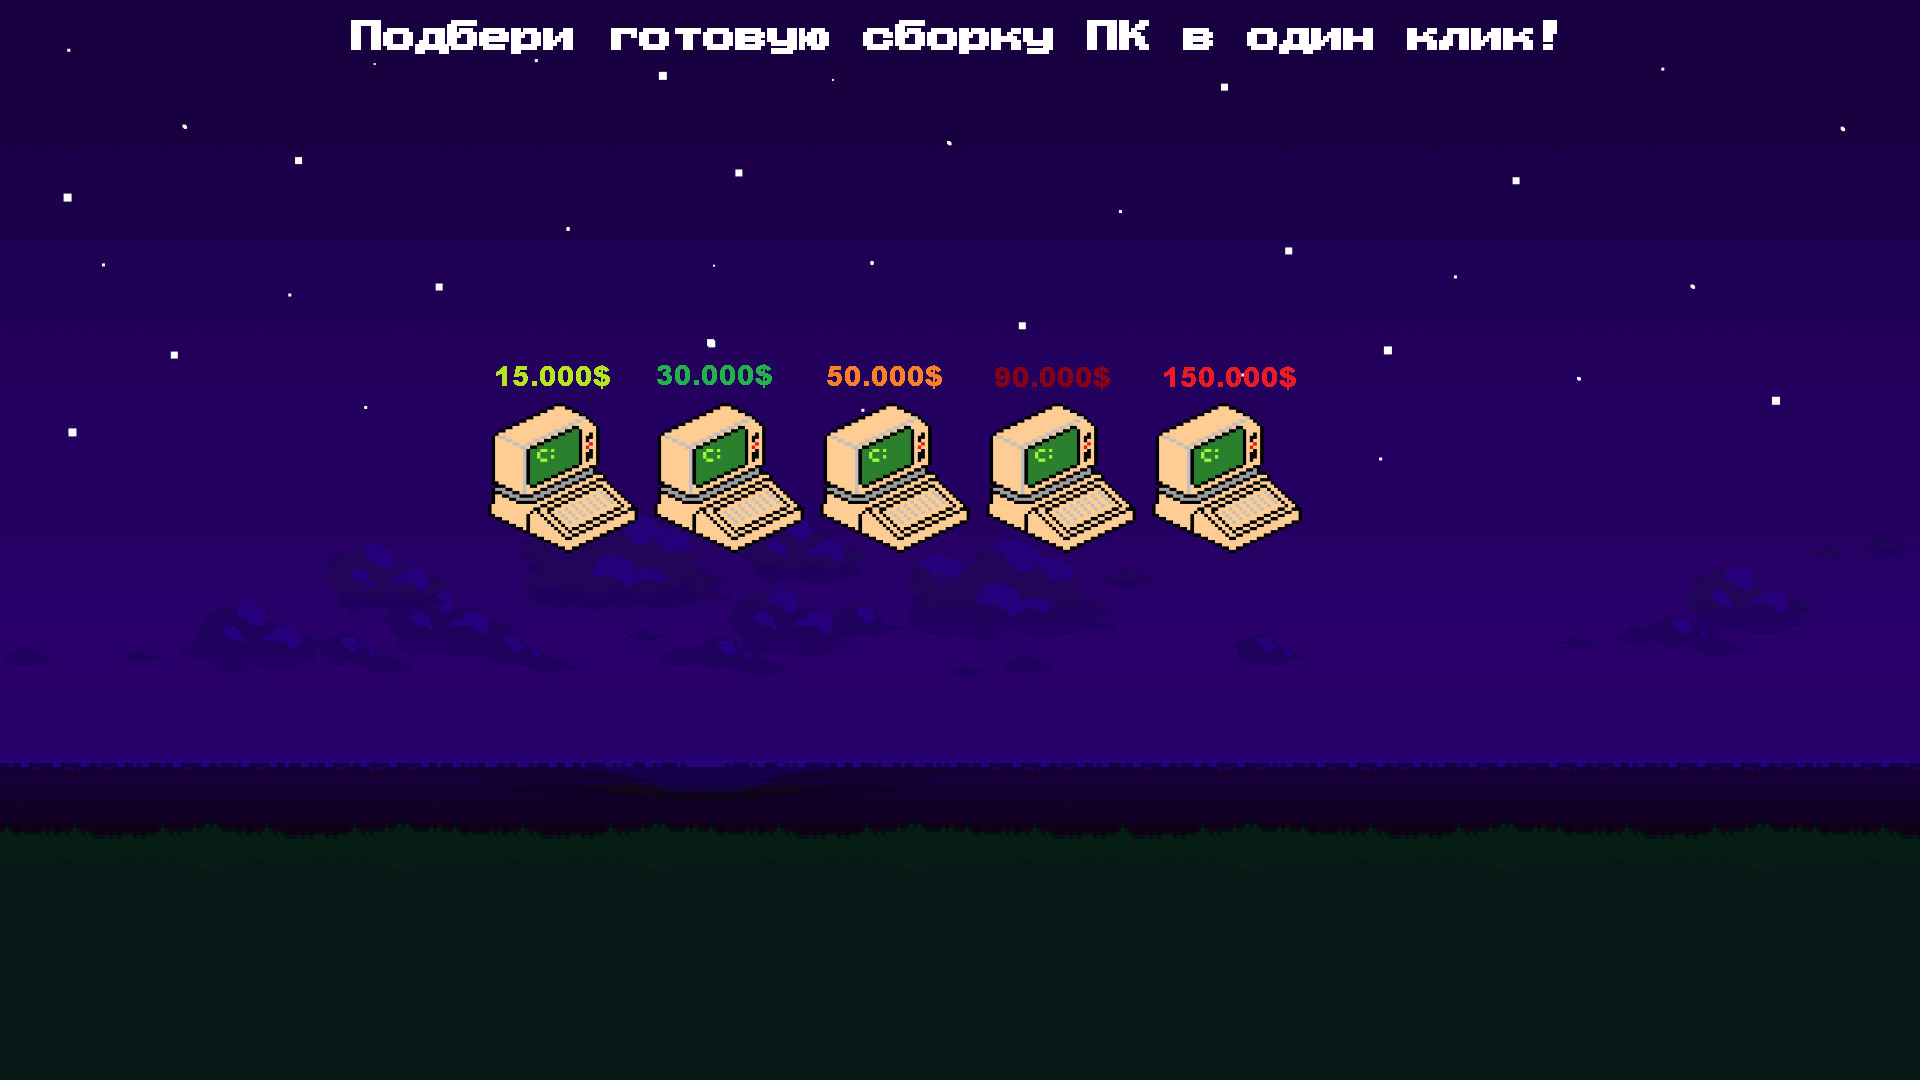 Подбери готовую сборку ПК в один клик!
15.000$ 30.000$ 50.000$ 90.000$ 150.000$
C: C: C: C: C: